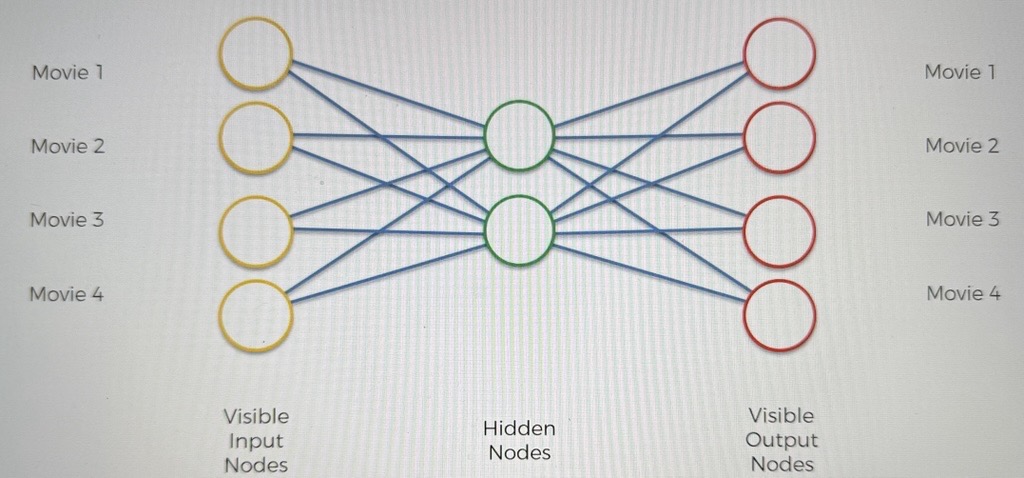 Movie 1
Movie 2
Movie 3
Movie 4
Movie 1
Movie 2
Movie 3
Movie 4
Visible
Input
Nodes
Hidden
Nodes
Visible
Output
Nodes